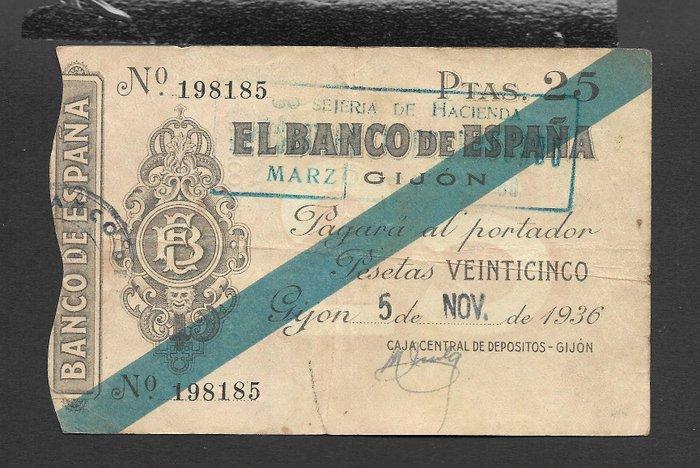 Nº 198185
PTAS. 25
SEJERIA DE HACIENDA
EL BANCO DE ESPAÑA
MARZ
GIJÓN
Pagará al portador
Pesetas VEINTICINCO
Gijon 5 de NOV. de 1936
CAJA CENTRAL DE DEPOSITOS - GIJÓN
Nº 198185
BANCO DE ESPAÑA